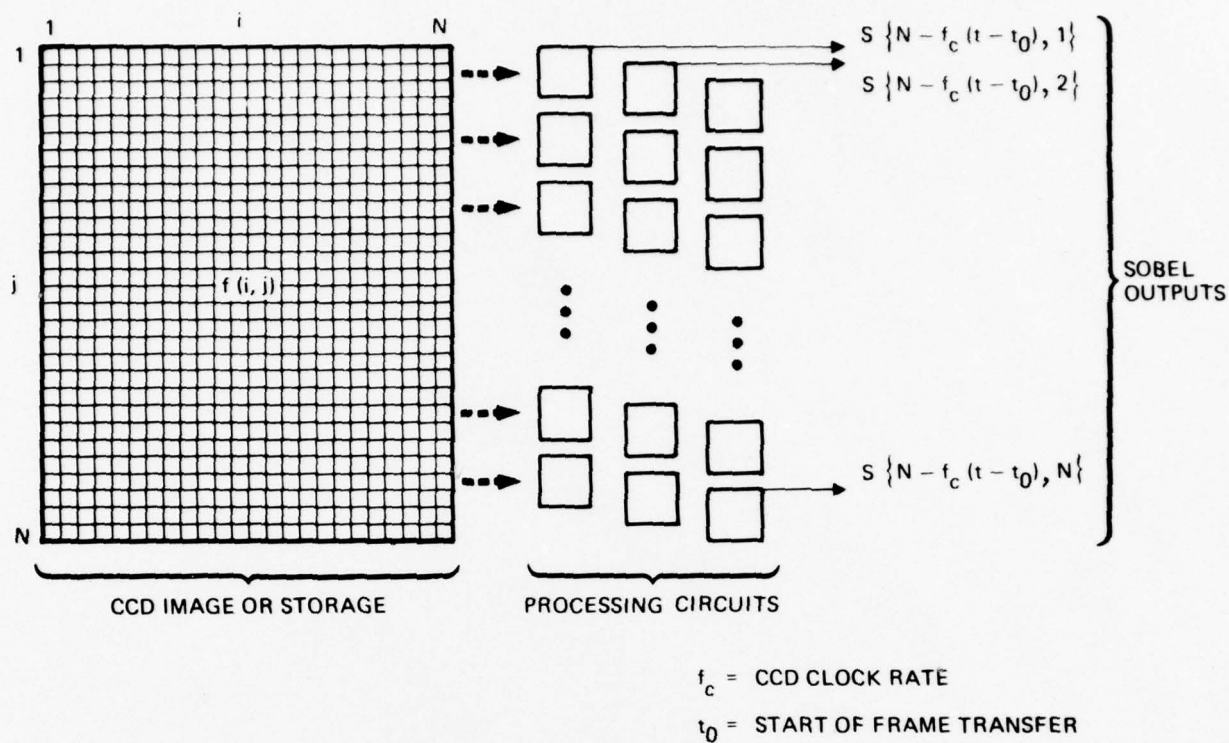 1 i N
1
S {N – f_c (t – t_0), 1}
S {N – f_c (t – t_0), 2}
j
f (i, j)
SOBEL
OUTPUTS
S {N – f_c (t – t_0), N}
N
CCD IMAGE OR STORAGE
PROCESSING CIRCUITS
f_c = CCD CLOCK RATE
t_0 = START OF FRAME TRANSFER